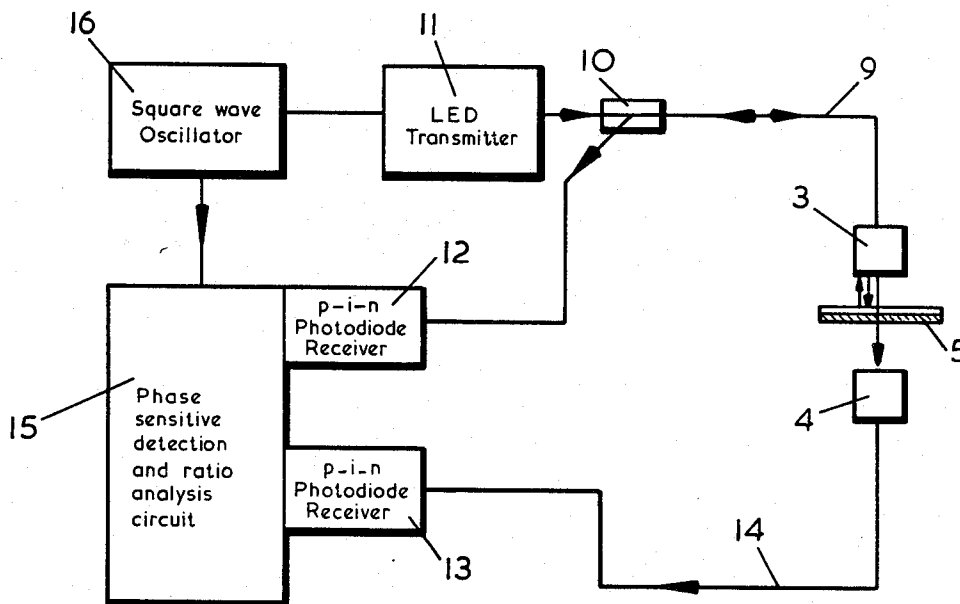 16
11
10
9
Square wave
Oscillator
LED
Transmitter
3
12
p-i-n
Photodiode
Receiver
5
15
Phase
sensitive
detection
and ratio
analysis
circuit
4
p-i-n
Photodiode
Receiver
13
14